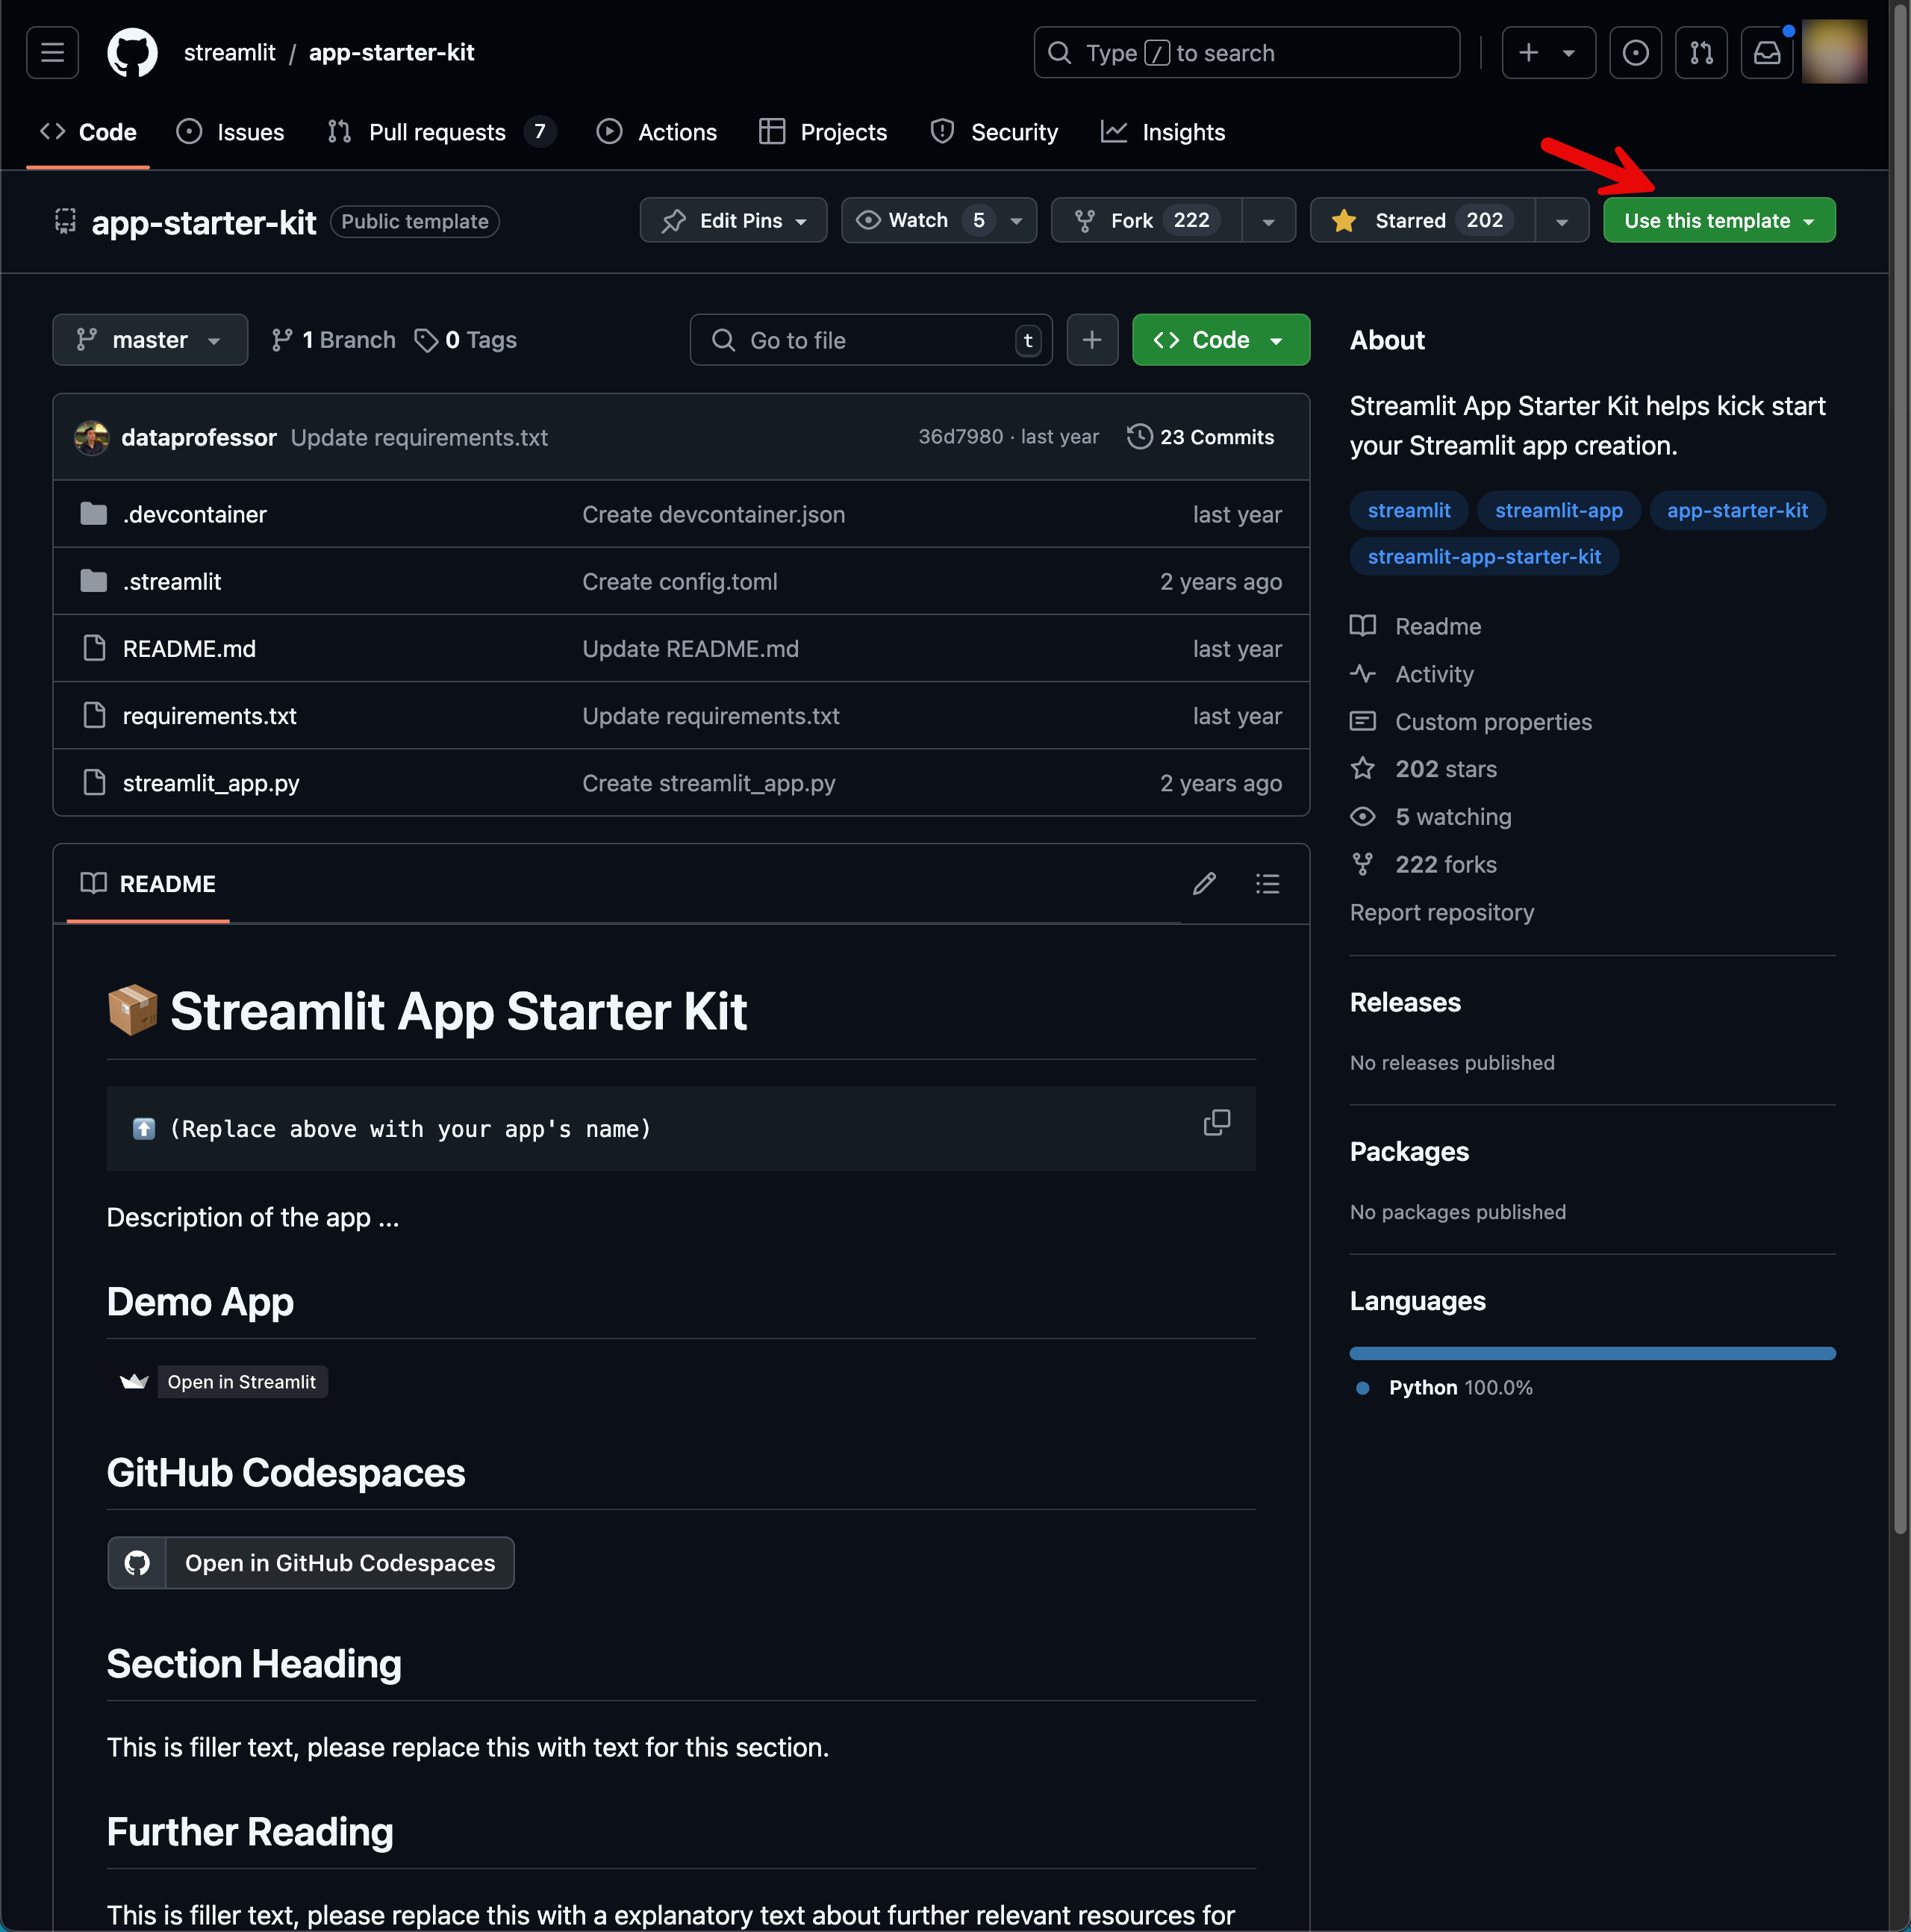 streamlit / app-starter-kit
Type / to search
Code
Issues
Pull requests 7
Actions
Projects
Security
Insights
app-starter-kit Public template
Edit Pins
Watch 5
Fork 222
Starred 202
Use this template
master
1 Branch
0 Tags
Go to file t
Code
dataprofessor Update requirements.txt 36d7980 · last year 23 Commits
.devcontainer Create devcontainer.json last year
.streamlit Create config.toml 2 years ago
README.md Update README.md last year
requirements.txt Update requirements.txt last year
streamlit_app.py Create streamlit_app.py 2 years ago
README
📦 Streamlit App Starter Kit
⬆️ (Replace above with your app's name)
Description of the app ...
Demo App
Open in Streamlit
GitHub Codespaces
Open in GitHub Codespaces
Section Heading
This is filler text, please replace this with text for this section.
Further Reading
This is filler text, please replace this with a explanatory text about further relevant resources for
About
Streamlit App Starter Kit helps kick start
your Streamlit app creation.
streamlit streamlit-app app-starter-kit
streamlit-app-starter-kit
Readme
Activity
Custom properties
202 stars
5 watching
222 forks
Report repository
Releases
No releases published
Packages
No packages published
Languages
Python 100.0%